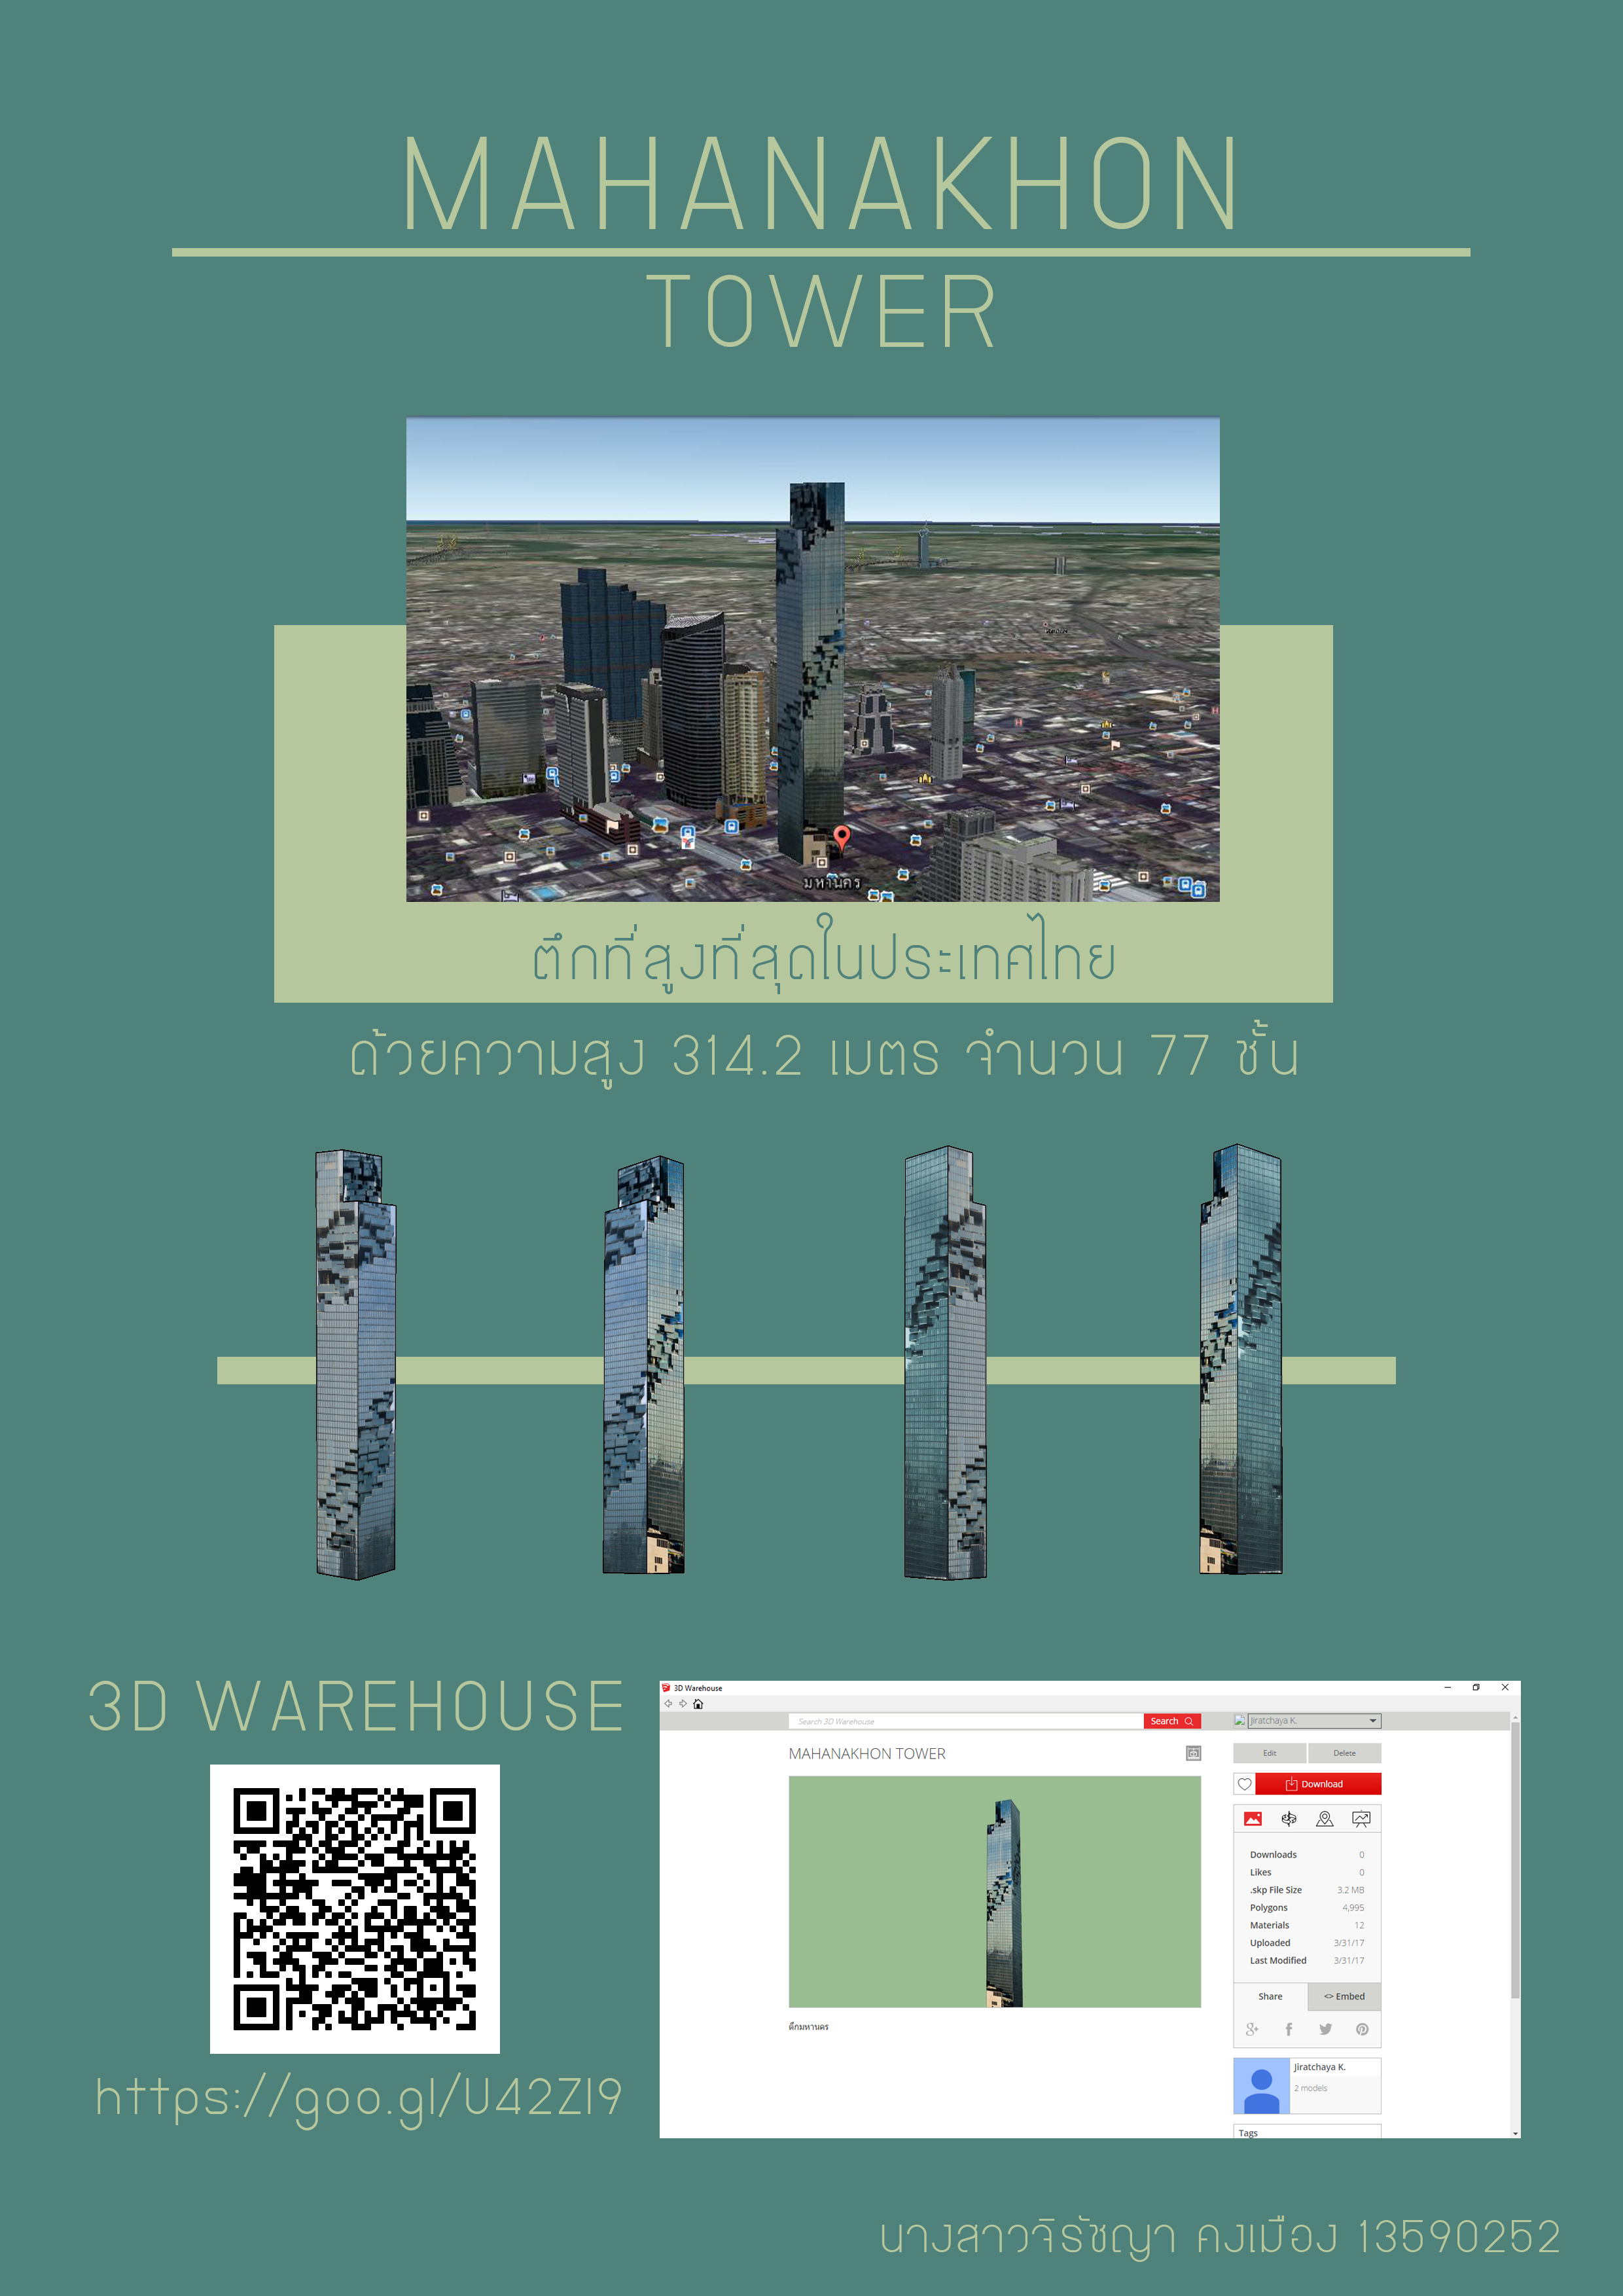 MAHANAKHON
TOWER
มหานคร
ตึกที่สูงที่สุดในประเทศไทย
ด้วยความสูง 314.2 เมตร จำนวน 77 ชั้น
3D WAREHOUSE
https://goo.gl/U42ZI9
3D Warehouse
Search 3D Warehouse
Search
Jiratchaya K.
MAHANAKHON TOWER
Edit
Delete
Download
Downloads 0
Likes 0
.skp File Size 3.2 MB
Polygons 4,995
Materials 12
Uploaded 3/31/17
Last Modified 3/31/17
Share
<> Embed
ตึกมหานคร
Jiratchaya K.
2 models
Tags
นางสาวจิรัชญา คงเมือง 13590252